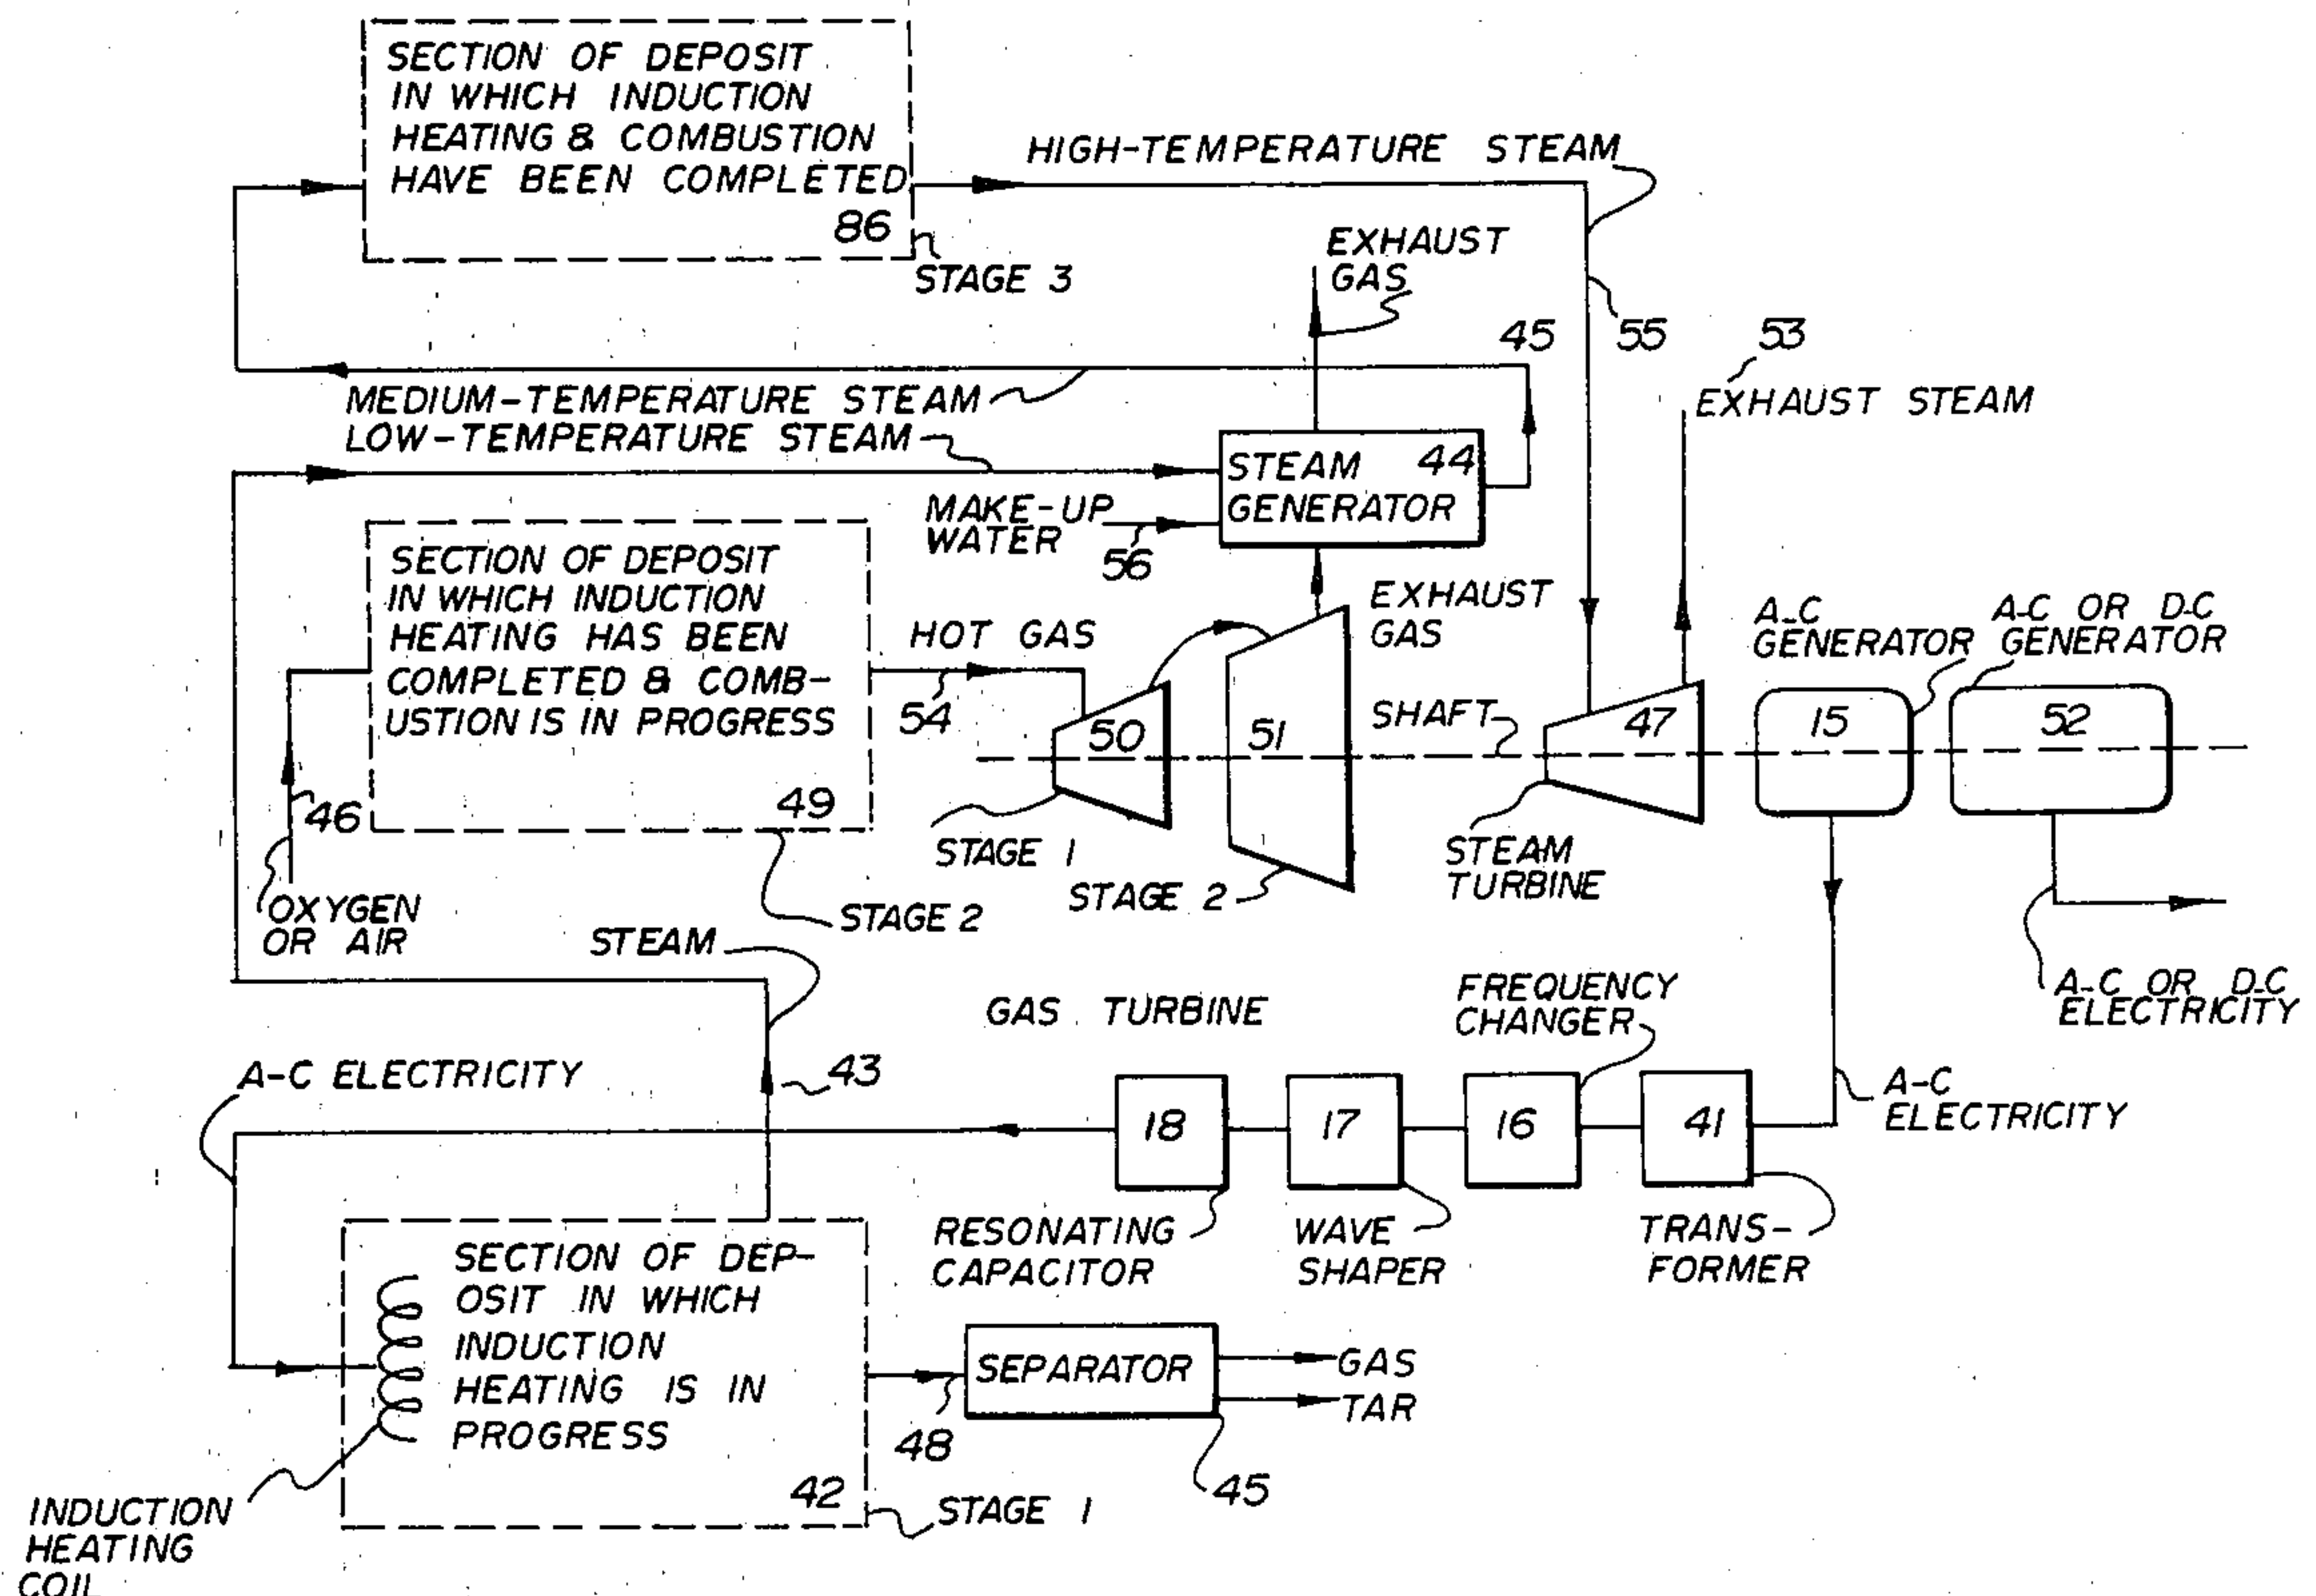 SECTION OF DEPOSIT
IN WHICH INDUCTION
HEATING & COMBUSTION
HAVE BEEN COMPLETED
86
STAGE 3
HIGH-TEMPERATURE STEAM
EXHAUST
GAS
45
55
53
EXHAUST STEAM
MEDIUM-TEMPERATURE STEAM
LOW-TEMPERATURE STEAM
STEAM 44
GENERATOR
MAKE-UP
WATER
56
SECTION OF DEPOSIT
IN WHICH INDUCTION
HEATING HAS BEEN
COMPLETED & COMB-
USTION IS IN PROGRESS
49
46
OXYGEN
OR AIR
STAGE 2
HOT GAS
54
50
STAGE 1
51
STAGE 2
EXHAUST
GAS
SHAFT
47
STEAM
TURBINE
A-C
GENERATOR
15
A-C OR D-C
GENERATOR
52
A-C OR D-C
ELECTRICITY
STEAM
GAS TURBINE
FREQUENCY
CHANGER
A-C ELECTRICITY
43
18
17
16
41
A-C
ELECTRICITY
RESONATING
CAPACITOR
WAVE
SHAPER
TRANS-
FORMER
SECTION OF DEP-
OSIT IN WHICH
INDUCTION
HEATING IS IN
PROGRESS
42
STAGE 1
48
SEPARATOR
GAS
TAR
45
INDUCTION
HEATING
COIL